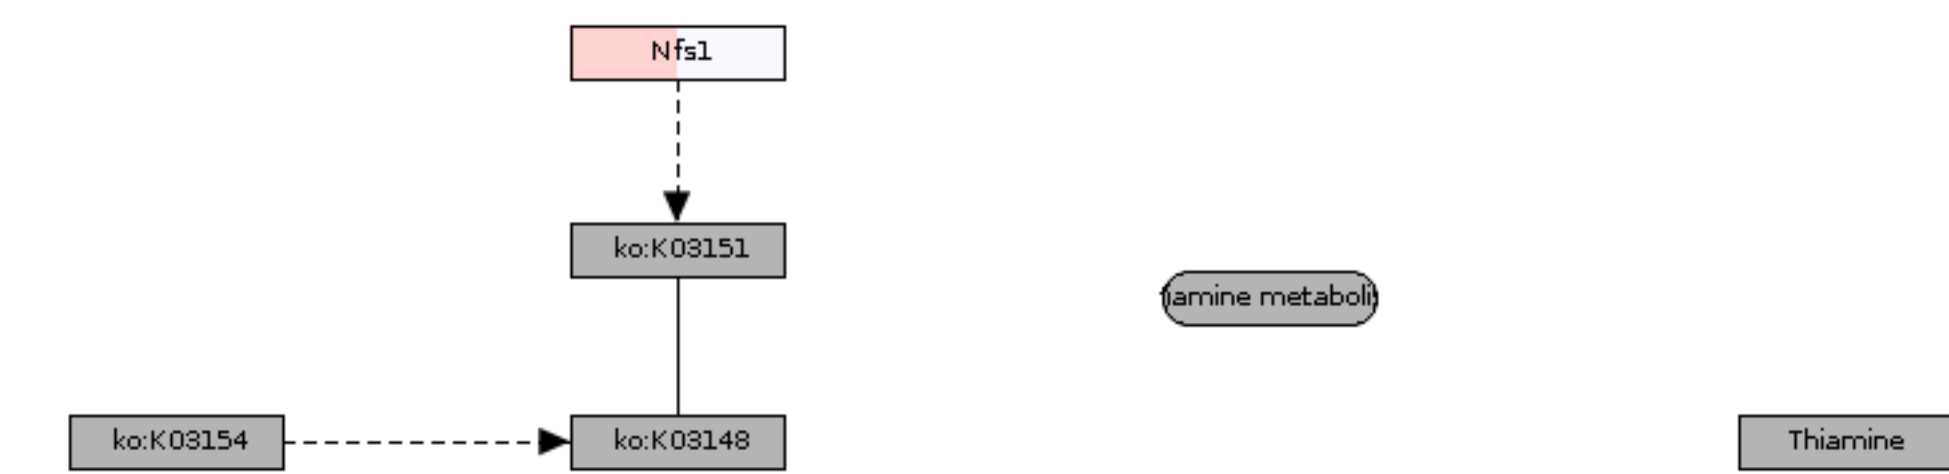 Nfs1
ko:K03151
iamine metaboli
ko:K03154
ko:K03148
Thiamine